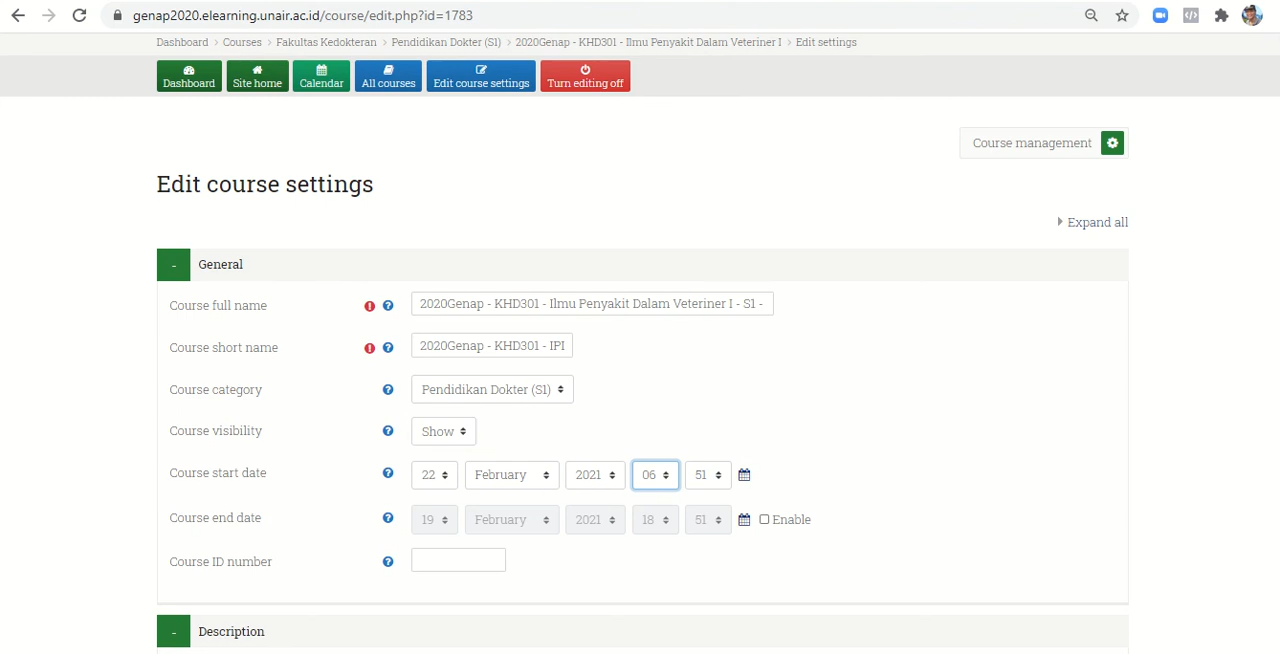 genap2020.elearning.unair.ac.id/course/edit.php?id=1783
Dashboard > Courses > Fakultas Kedokteran > Pendidikan Dokter (S1) > 2020Genap - KHD301 - Ilmu Penyakit Dalam Veteriner I > Edit settings
Dashboard Site home Calendar All courses Edit course settings Turn editing off
Course management
Edit course settings
Expand all
- General
Course full name 2020Genap - KHD301 - Ilmu Penyakit Dalam Veteriner I - S1 -
Course short name 2020Genap - KHD301 - IPI
Course category Pendidikan Dokter (S1)
Course visibility Show
Course start date 22 February 2021 06 51
Course end date 19 February 2021 18 51 Enable
Course ID number
- Description